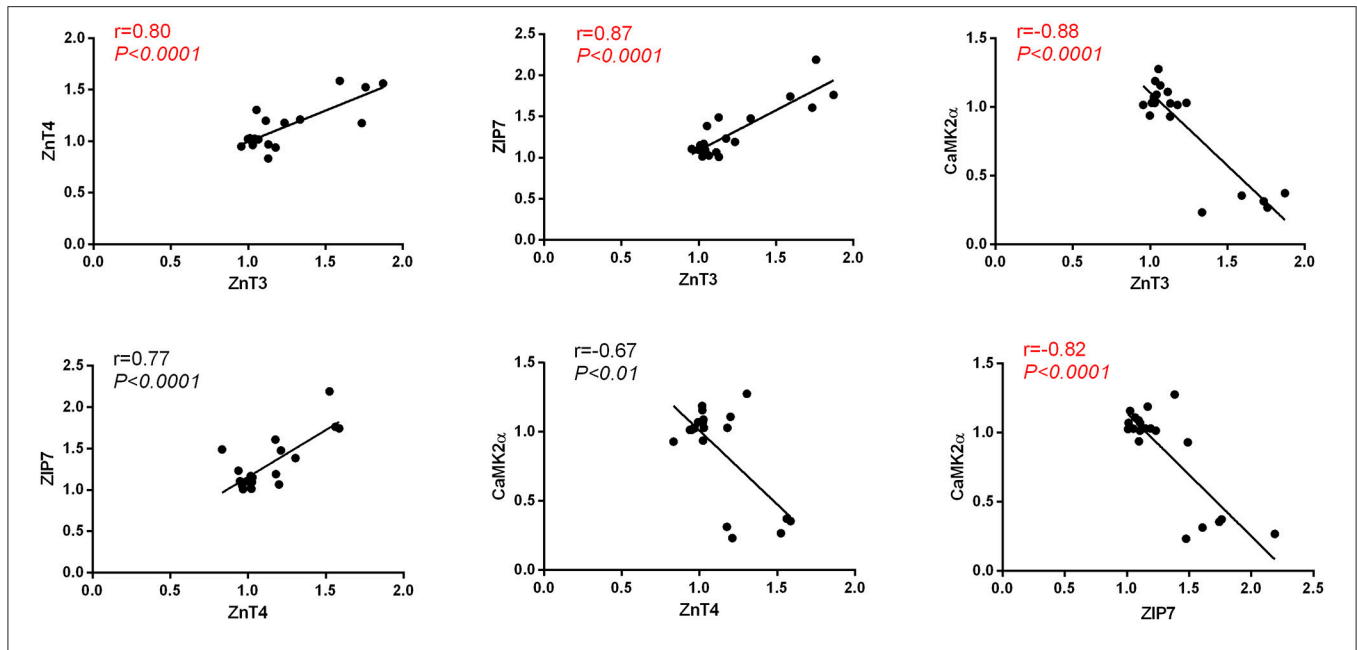 r=0.80
P<0.0001
2.0
1.5
1.0
0.5
0.0
ZnT4
0.0 0.5 1.0 1.5 2.0
ZnT3
r=0.87
P<0.0001
2.5
2.0
1.5
1.0
0.5
0.0
ZIP7
0.0 0.5 1.0 1.5 2.0
ZnT3
r=-0.88
P<0.0001
1.5
1.0
0.5
0.0
CaMK2α
0.0 0.5 1.0 1.5 2.0
ZnT3
r=0.77
P<0.0001
2.5
2.0
1.5
1.0
0.5
0.0
ZIP7
0.0 0.5 1.0 1.5 2.0
ZnT4
r=-0.67
P<0.01
1.5
1.0
0.5
0.0
CaMK2α
0.0 0.5 1.0 1.5 2.0
ZnT4
r=-0.82
P<0.0001
1.5
1.0
0.5
0.0
CaMK2α
0.0 0.5 1.0 1.5 2.0 2.5
ZIP7